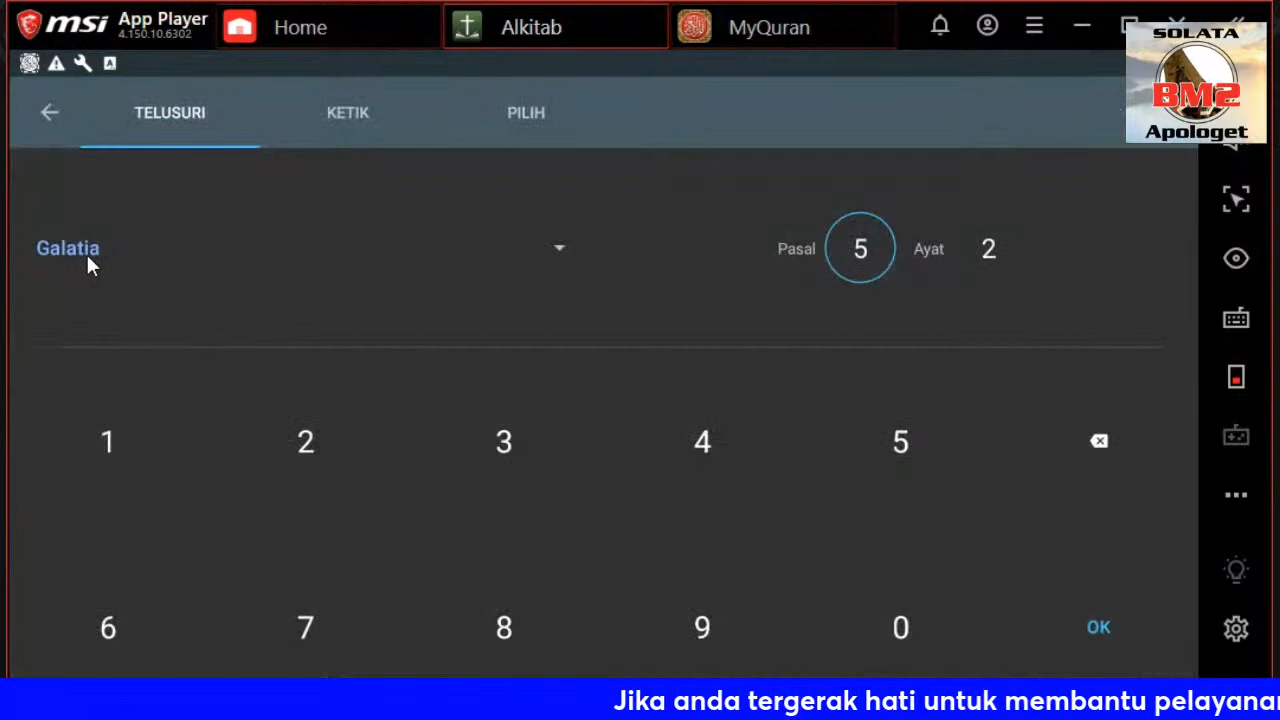 msi App Player
4.150.10.6302
Home
Alkitab
MyQuran
SOLATA
BM2
Apologet
TELUSURI
KETIK
PILIH
Galatia
Pasal 5 Ayat 2
1 2 3 4 5
6 7 8 9 0 OK
Jika anda tergerak hati untuk membantu pelayanan